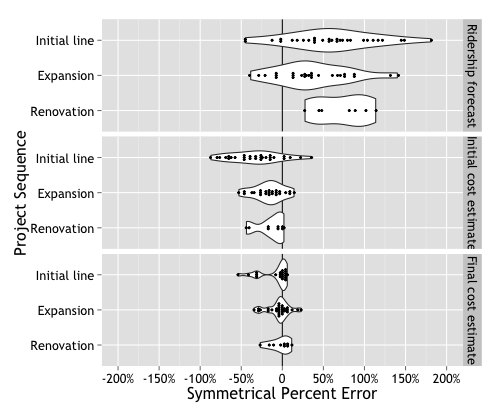 Project Sequence
Initial line
Expansion
Renovation
Ridership forecast
Initial line
Expansion
Renovation
Initial cost estimate
Initial line
Expansion
Renovation
Final cost estimate
-200% -150% -100% -50% 0 50% 100% 150% 200%
Symmetrical Percent Error